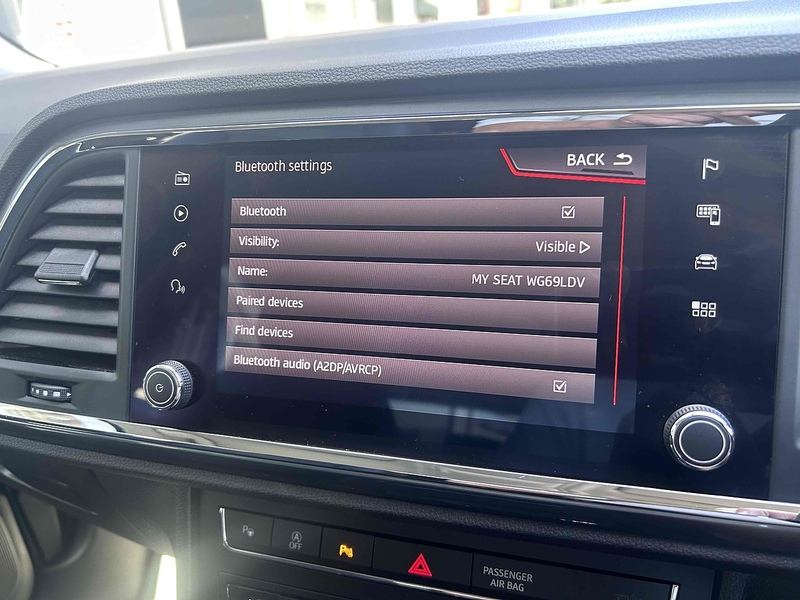 Bluetooth settings
BACK
Bluetooth
Visibility: Visible
Name: MY SEAT WG69LDV
Paired devices
Find devices
Bluetooth audio (A2DP/AVRCP)
A
OFF
PASSENGER
AIR BAG